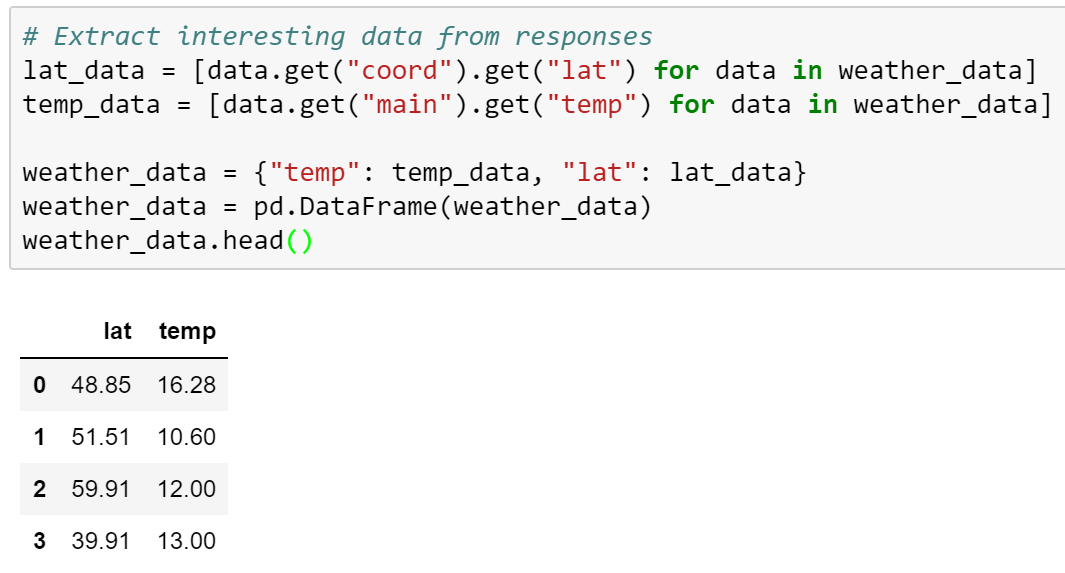 # Extract interesting data from responses
lat_data = [data.get("coord").get("lat") for data in weather_data]
temp_data = [data.get("main").get("temp") for data in weather_data]
weather_data = {"temp": temp_data, "lat": lat_data}
weather_data = pd.DataFrame(weather_data)
weather_data.head()
lat temp
0 48.85 16.28
1 51.51 10.60
2 59.91 12.00
3 39.91 13.00